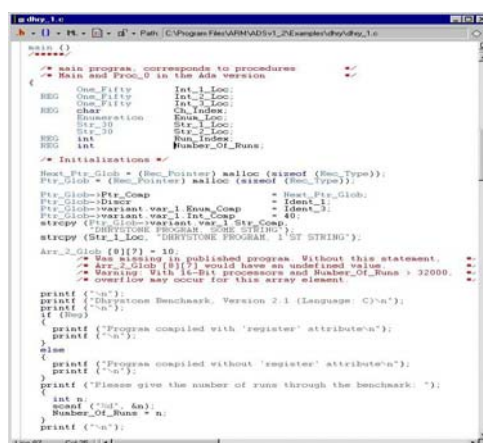 dhry_1.c
Path: C:\Program Files\ARM\ADSv1_2\Examples\dhry\dhry_1.c
main ()
/*****/
/* main program, corresponds to procedures */
/* Main and Proc_0 in the Ada version */
{
One_Fifty Int_1_Loc;
REG One_Fifty Int_2_Loc;
One_Fifty Int_3_Loc;
REG char Ch_Index;
Enumeration Enum_Loc;
Str_30 Str_1_Loc;
Str_30 Str_2_Loc;
REG int Run_Index;
REG int Number_Of_Runs;
/* Initializations */
Next_Ptr_Glob = (Rec_Pointer) malloc (sizeof (Rec_Type));
Ptr_Glob = (Rec_Pointer) malloc (sizeof (Rec_Type));
Ptr_Glob->Ptr_Comp = Next_Ptr_Glob;
Ptr_Glob->Discr = Ident_1;
Ptr_Glob->variant.var_1.Enum_Comp = Ident_3;
Ptr_Glob->variant.var_1.Int_Comp = 40;
strcpy (Ptr_Glob->variant.var_1.Str_Comp,
"DHRYSTONE PROGRAM, SOME STRING");
strcpy (Str_1_Loc, "DHRYSTONE PROGRAM, 1'ST STRING");
Arr_2_Glob [8][7] = 10;
/* Was missing in published program. Without this statement, */
/* Arr_2_Glob [8][7] would have an undefined value. */
/* Warning: With 16-Bit processors and Number_Of_Runs > 32000, */
/* overflow may occur for this array element. */
printf ("\n");
printf ("Dhrystone Benchmark, Version 2.1 (Language: C)\n");
printf ("\n");
if (Reg)
{
printf ("Program compiled with 'register' attribute\n");
printf ("\n");
}
else
{
printf ("Program compiled without 'register' attribute\n");
printf ("\n");
}
printf ("Please give the number of runs through the benchmark: ");
{
int n;
scanf ("%d", &n);
Number_Of_Runs = n;
}
printf ("\n");